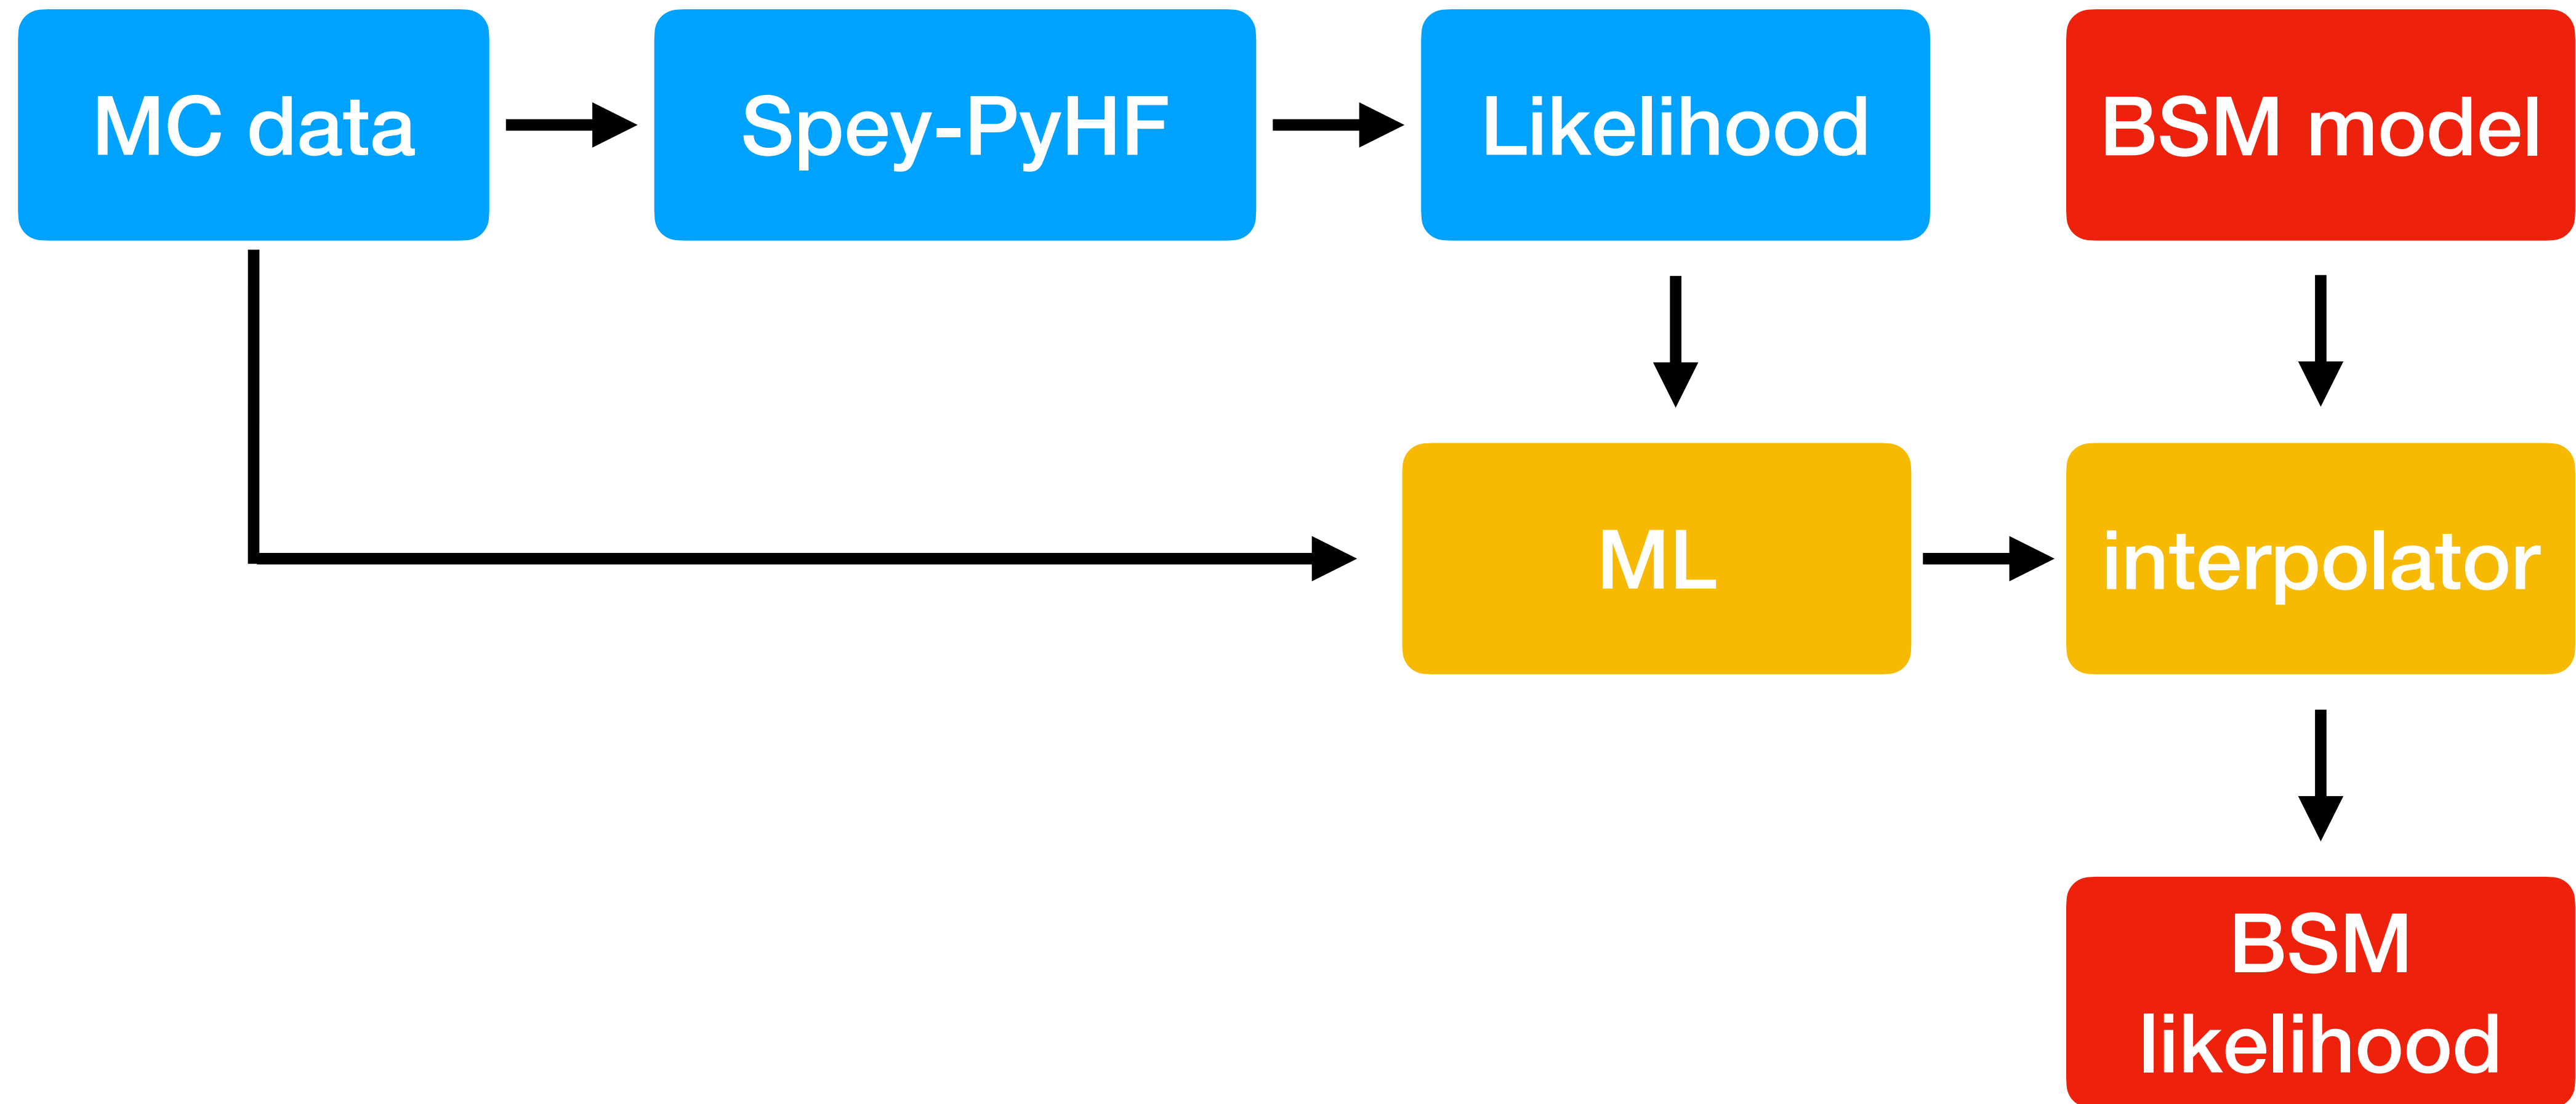 MC data
Spey-PyHF
Likelihood
BSM model
ML
interpolator
BSM
likelihood